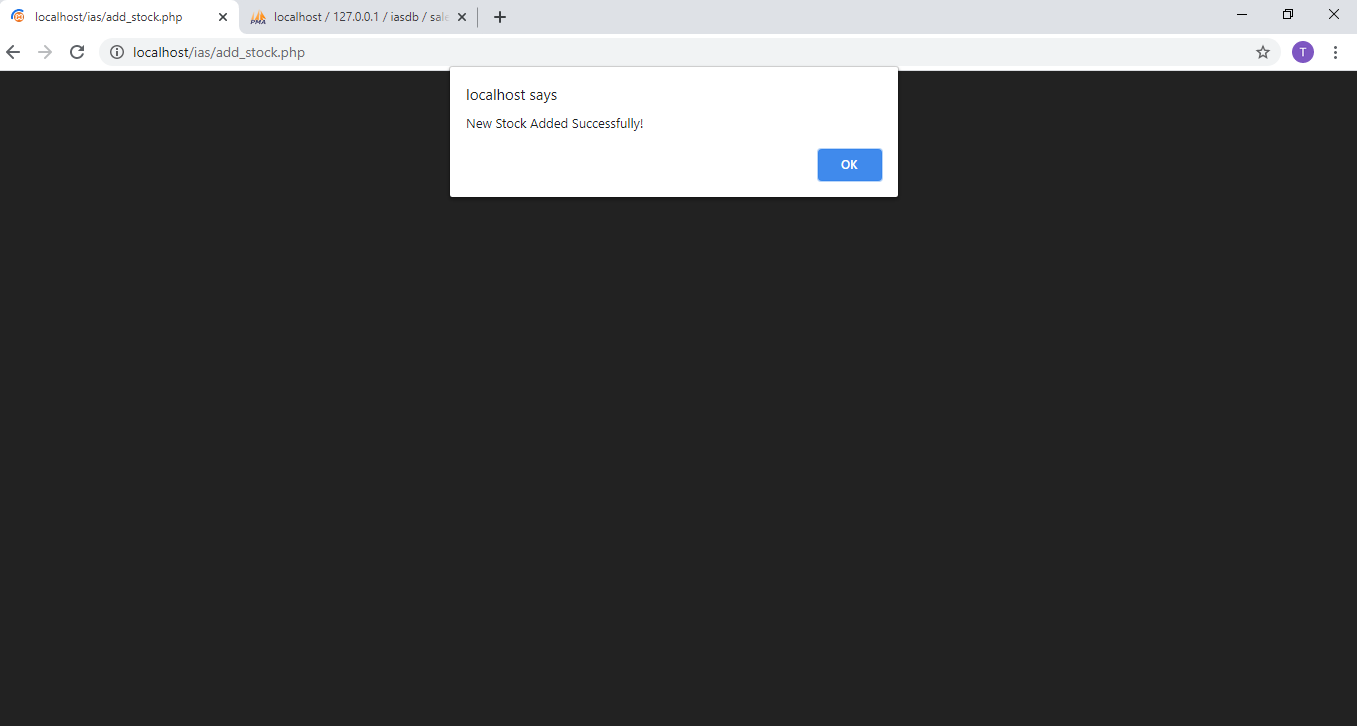 localhost/ias/add_stock.php
PMA
localhost / 127.0.0.1 / iasdb / sale
localhost/ias/add_stock.php
T
localhost says
New Stock Added Successfully!
OK